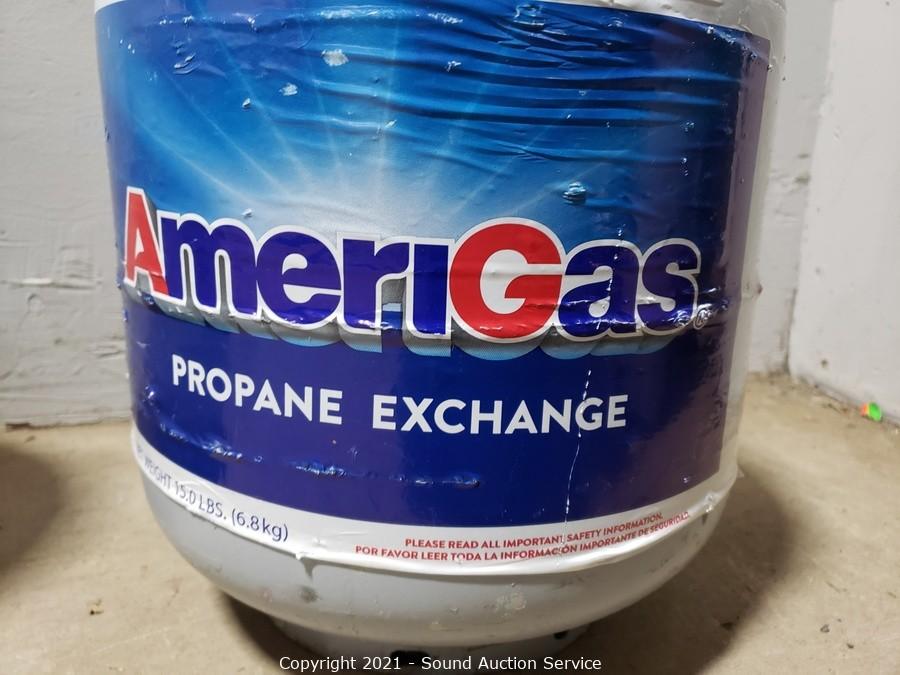 AmeriGas®
PROPANE EXCHANGE
WEIGHT 15.0 LBS. (6.8kg)
PLEASE READ ALL IMPORTANT SAFETY INFORMATION.
POR FAVOR LEER TODA LA INFORMACIÓN IMPORTANTE DE SEGURIDAD.
Copyright 2021 - Sound Auction Service